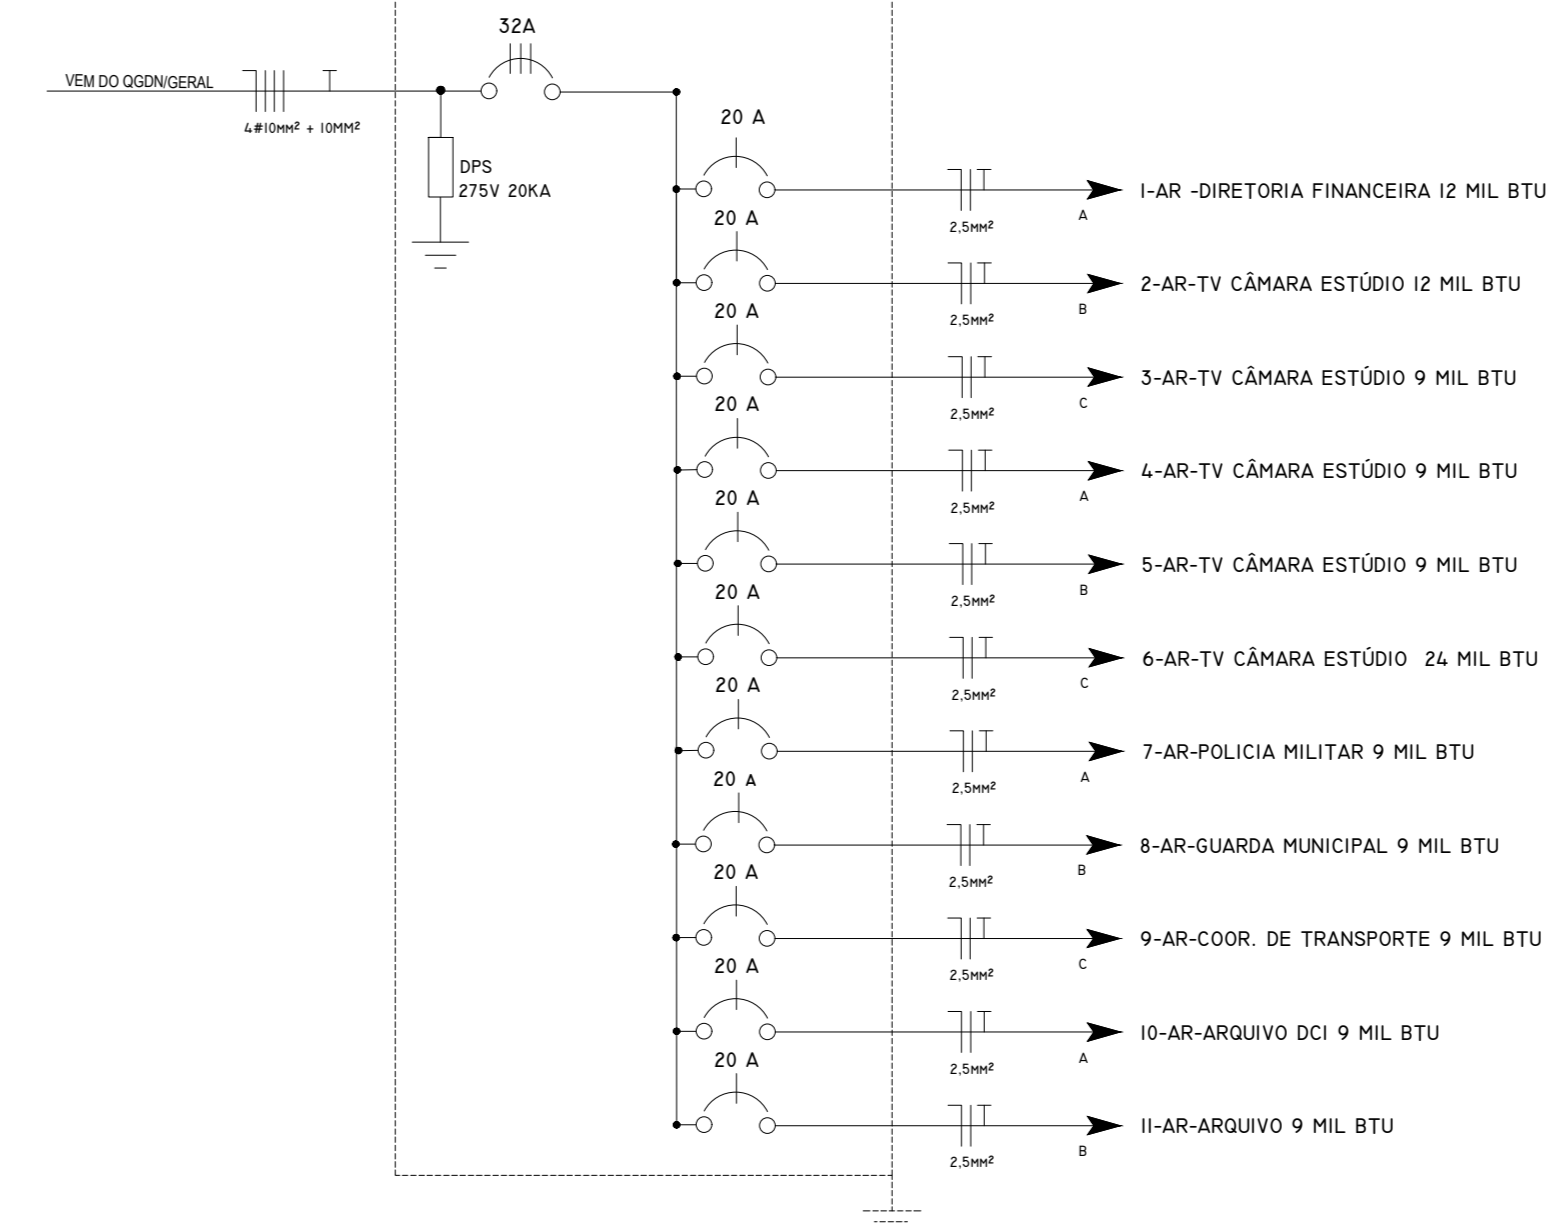 32A
VEM DO QGDN/GERAL
4#10MM² + 10MM²
DPS
275V 20KA
20 A
1-AR -DIRETORIA FINANCEIRA 12 MIL BTU
A
2,5MM²
20 A
2-AR-TV CÂMARA ESTÚDIO 12 MIL BTU
B
2,5MM²
20 A
3-AR-TV CÂMARA ESTÚDIO 9 MIL BTU
C
2,5MM²
20 A
4-AR-TV CÂMARA ESTÚDIO 9 MIL BTU
A
2,5MM²
20 A
5-AR-TV CÂMARA ESTÚDIO 9 MIL BTU
B
2,5MM²
20 A
6-AR-TV CÂMARA ESTÚDIO 24 MIL BTU
C
2,5MM²
20 A
7-AR-POLICIA MILITAR 9 MIL BTU
A
2,5MM²
20 A
8-AR-GUARDA MUNICIPAL 9 MIL BTU
B
2,5MM²
20 A
9-AR-COOR. DE TRANSPORTE 9 MIL BTU
C
2,5MM²
20 A
10-AR-ARQUIVO DCI 9 MIL BTU
A
2,5MM²
20 A
11-AR-ARQUIVO 9 MIL BTU
B
2,5MM²